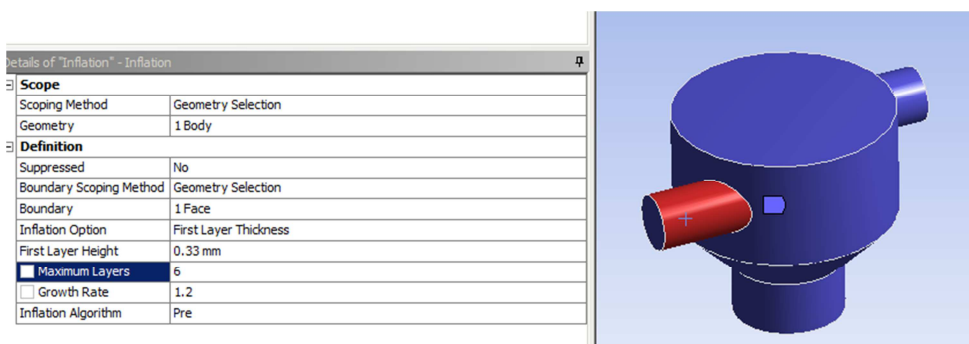 Details of "Inflation" - Inflation
Scope
Scoping Method Geometry Selection
Geometry 1 Body
Definition
Suppressed No
Boundary Scoping Method Geometry Selection
Boundary 1 Face
Inflation Option First Layer Thickness
First Layer Height 0.33 mm
Maximum Layers 6
Growth Rate 1.2
Inflation Algorithm Pre